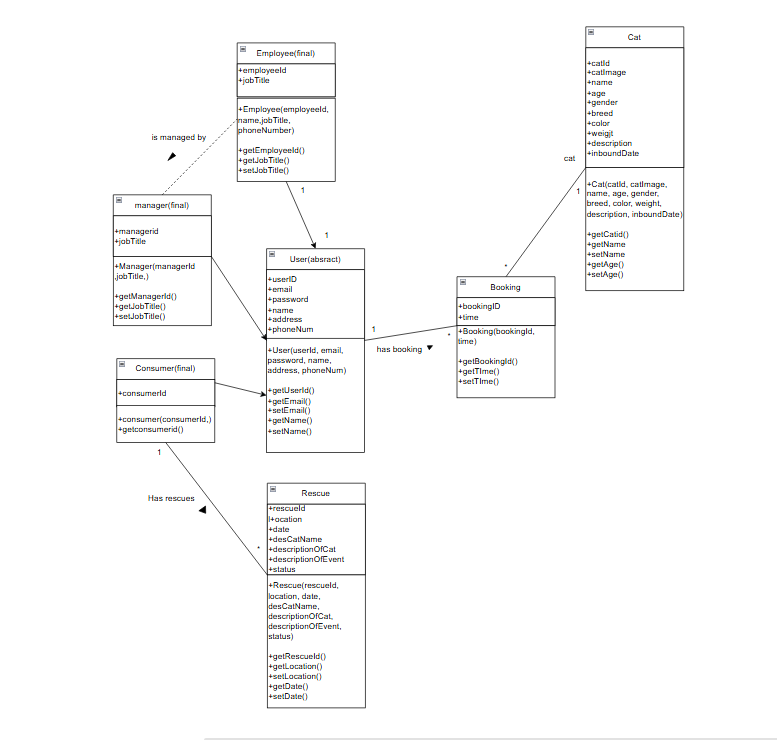 Employee(final)
+employeeId
+jobTitle
+Employee(employeeId,
name,jobTitle,
phoneNumber)
+getEmployeeId()
+getJobTitle()
+setJobTitle()
is managed by
1
1
manager(final)
+managerid
+jobTitle
+Manager(managerId
,jobTitle,)
+getManagerId()
+getJobTitle()
+setJobTitle()
User(absract)
+userID
+email
+password
+name
+address
+phoneNum
+User(userId, email,
password, name,
address, phoneNum)
+getUserId()
+getEmail()
+setEmail()
+getName()
+setName()
Consumer(final)
+consumerId
+consumer(consumerId,)
+getconsumerid()
1
Has rescues
*
Rescue
+rescueId
l+ocation
+date
+desCatName
+descriptionOfCat
+descriptionOfEvent
+status
+Rescue(rescueId,
location, date,
desCatName,
descriptionOfCat,
descriptionOfEvent,
status)
+getRescueId()
+getLocation()
+setLocation()
+getDate()
+setDate()
1
has booking
*
Booking
+bookingID
+time
+Booking(bookingId,
time)
+getBookingId()
+getTIme()
+setTIme()
*
cat
1
Cat
+catId
+catImage
+name
+age
+gender
+breed
+color
+weigjt
+description
+inboundDate
+Cat(catId, catImage,
name, age, gender,
breed, color, weight,
description, inboundDate)
+getCatid()
+getName
+setName
+getAge()
+setAge()